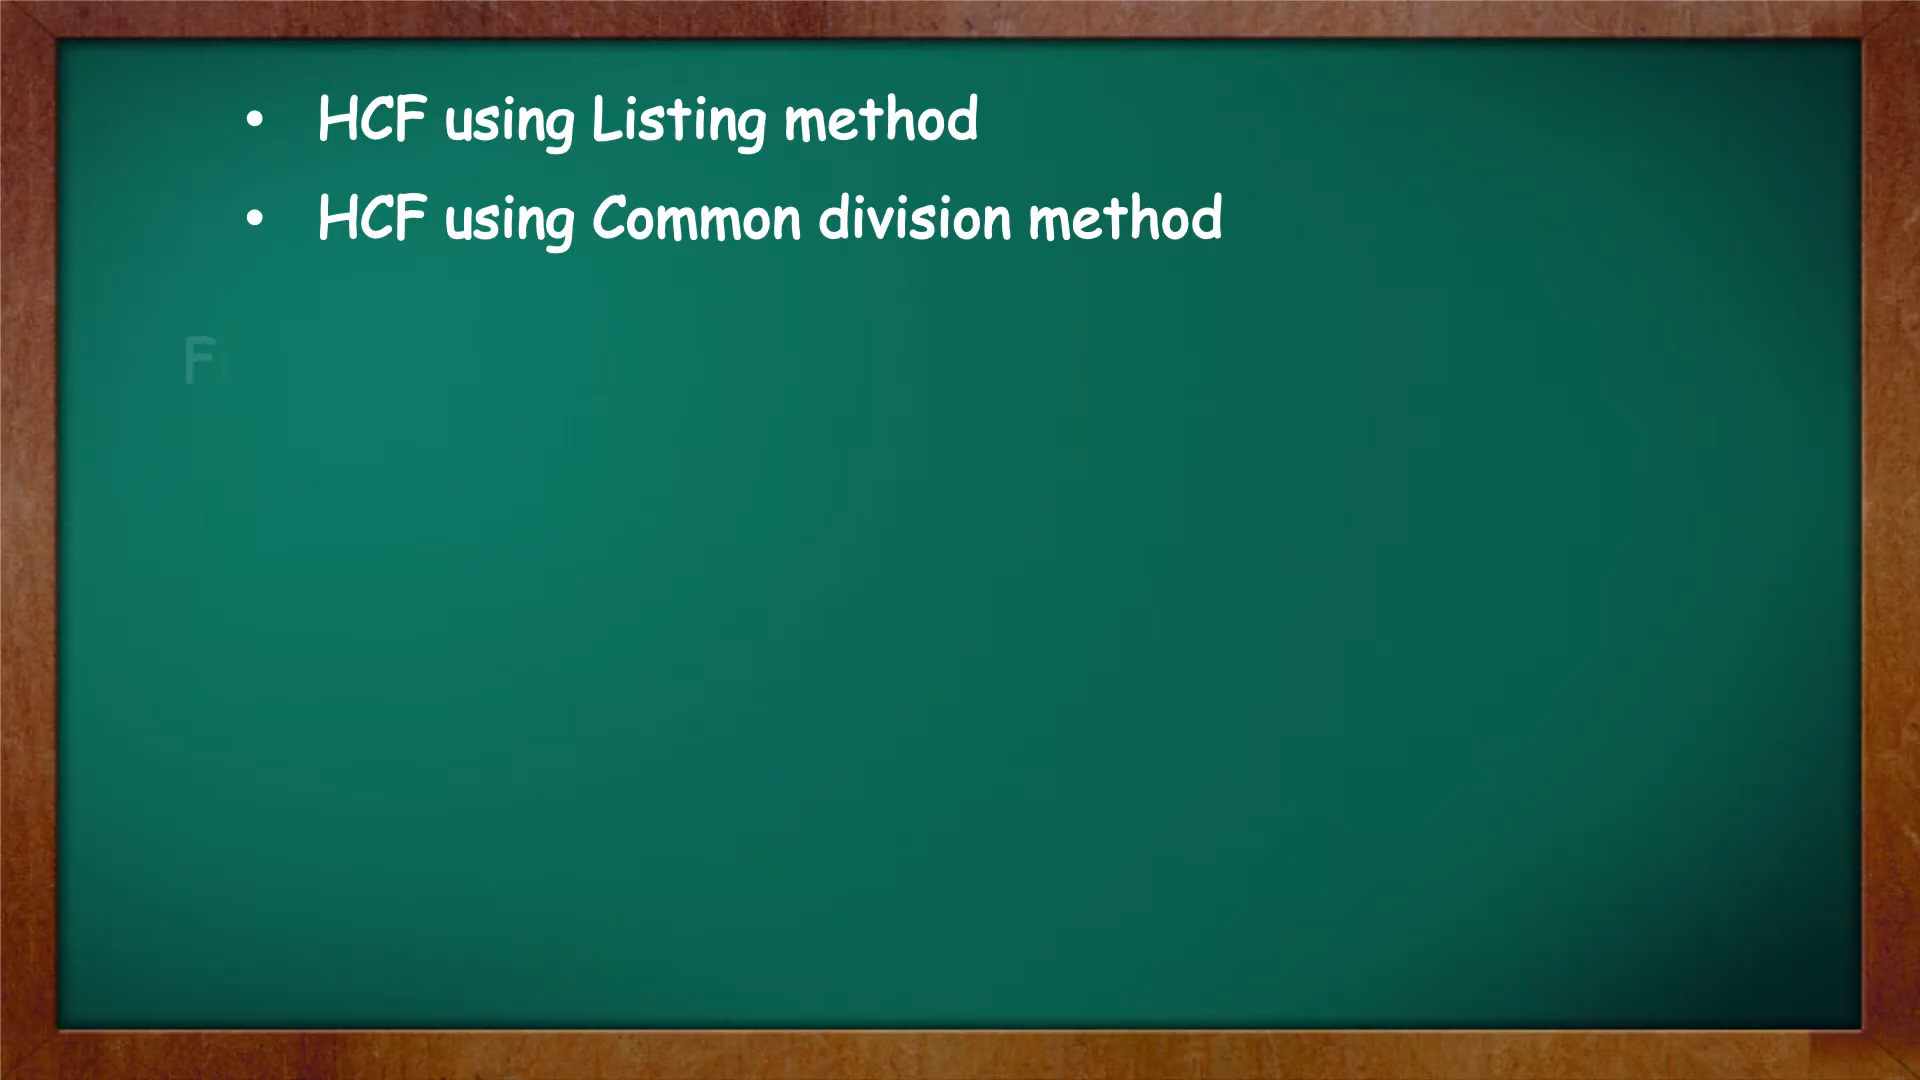 • HCF using Listing method
• HCF using Common division method